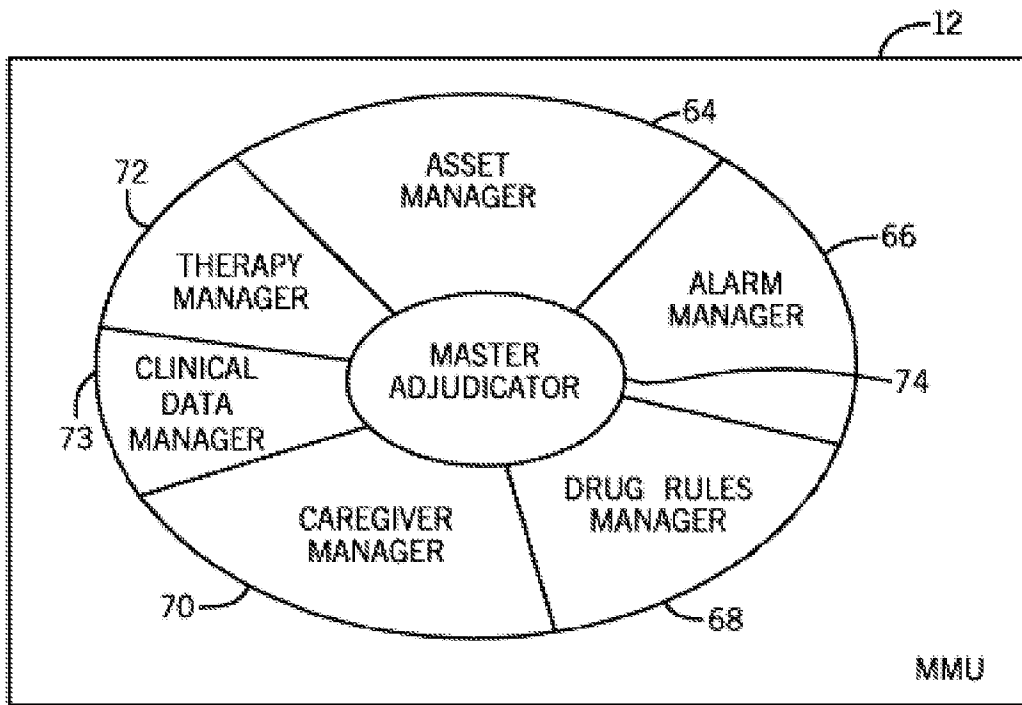 12
64
ASSET
MANAGER
72
66
THERAPY
MANAGER
ALARM
MANAGER
MASTER
ADJUDICATOR
74
CLINICAL
DATA
MANAGER
73
DRUG RULES
MANAGER
CAREGIVER
MANAGER
70
68
MMU